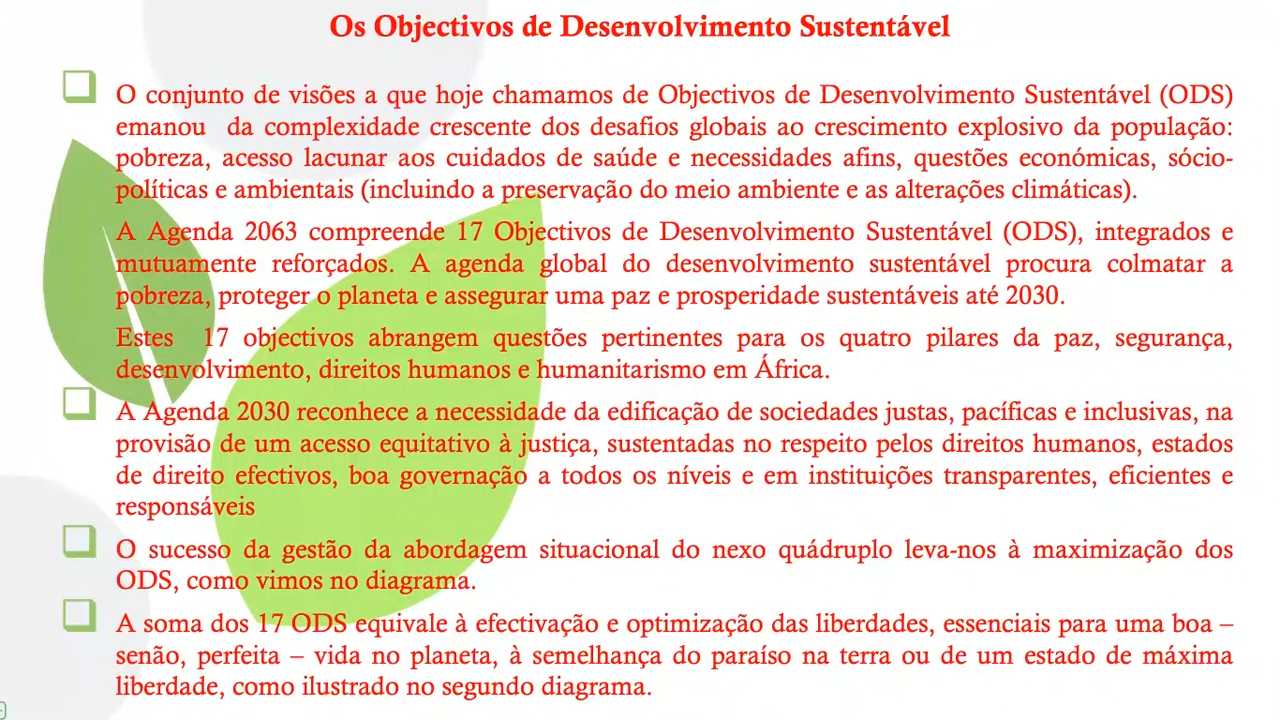 Os Objectivos de Desenvolvimento Sustentável
O conjunto de visões a que hoje chamamos de Objectivos de Desenvolvimento Sustentável (ODS)
emanou da complexidade crescente dos desafios globais ao crescimento explosivo da população:
pobreza, acesso lacunar aos cuidados de saúde e necessidades afins, questões económicas, sócio-
políticas e ambientais (incluindo a preservação do meio ambiente e as alterações climáticas).
A Agenda 2063 compreende 17 Objectivos de Desenvolvimento Sustentável (ODS), integrados e
mutuamente reforçados. A agenda global do desenvolvimento sustentável procura colmatar a
pobreza, proteger o planeta e assegurar uma paz e prosperidade sustentáveis até 2030.
Estes 17 objectivos abrangem questões pertinentes para os quatro pilares da paz, segurança,
desenvolvimento, direitos humanos e humanitarismo em África.
A Agenda 2030 reconhece a necessidade da edificação de sociedades justas, pacíficas e inclusivas, na
provisão de um acesso equitativo à justiça, sustentadas no respeito pelos direitos humanos, estados
de direito efectivos, boa governação a todos os níveis e em instituições transparentes, eficientes e
responsáveis
O sucesso da gestão da abordagem situacional do nexo quádruplo leva-nos à maximização dos
ODS, como vimos no diagrama.
A soma dos 17 ODS equivale à efectivação e optimização das liberdades, essenciais para uma boa –
senão, perfeita – vida no planeta, à semelhança do paraíso na terra ou de um estado de máxima
liberdade, como ilustrado no segundo diagrama.